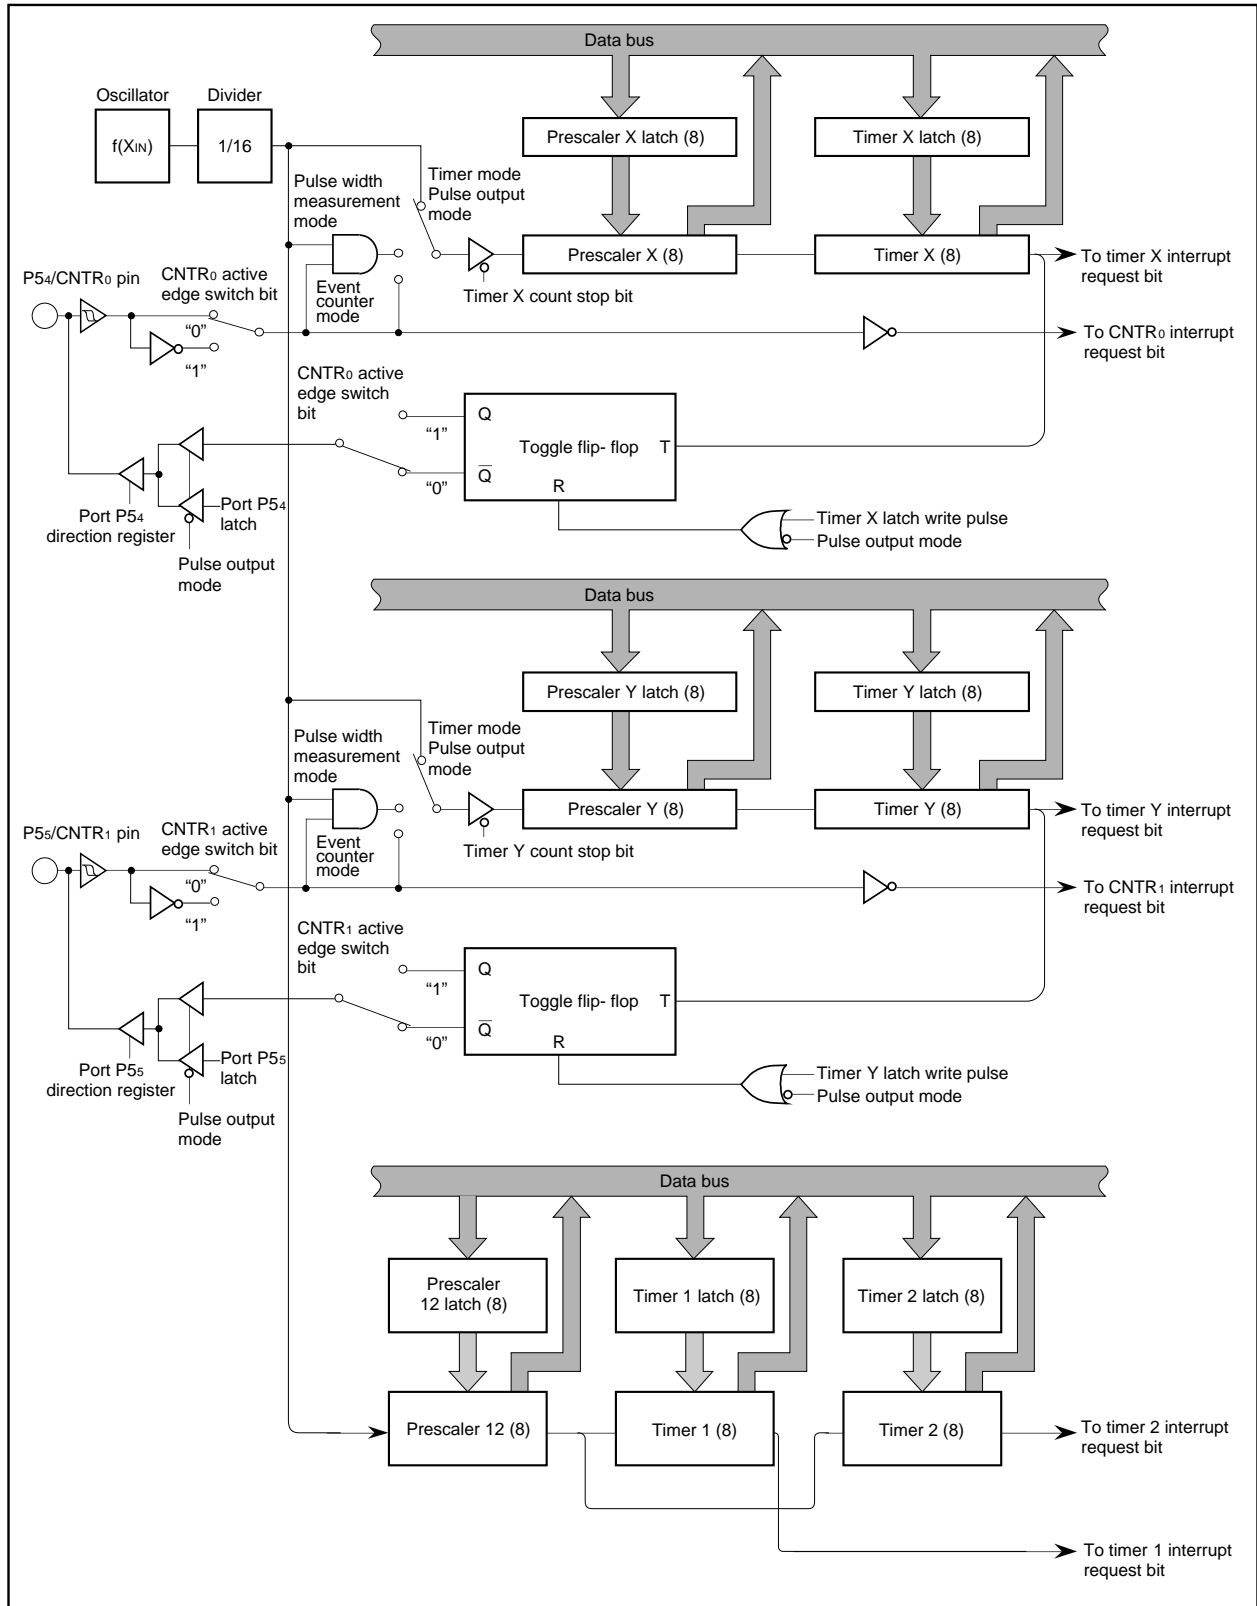 Data bus
Oscillator
Divider
f(XIN)
1/16
Prescaler X latch (8)
Timer X latch (8)
Pulse width
measurement
mode
Timer mode
Pulse output
mode
Prescaler X (8)
Timer X (8)
To timer X interrupt
request bit
P54/CNTR0 pin
CNTR0 active
edge switch bit
“0”
“1”
Event
counter
mode
Timer X count stop bit
To CNTR0 interrupt
request bit
CNTR0 active
edge switch
bit
“1”
“0”
Q
Q̅
Toggle flip- flop
T
R
Port P54
direction register
Port P54
latch
Pulse output
mode
Timer X latch write pulse
Pulse output mode
Data bus
Prescaler Y latch (8)
Timer Y latch (8)
Pulse width
measurement
mode
Timer mode
Pulse output
mode
Prescaler Y (8)
Timer Y (8)
To timer Y interrupt
request bit
P55/CNTR1 pin
CNTR1 active
edge switch bit
“0”
“1”
Event
counter
mode
Timer Y count stop bit
To CNTR1 interrupt
request bit
CNTR1 active
edge switch
bit
“1”
“0”
Q
Q̅
Toggle flip- flop
T
R
Port P55
direction register
Port P55
latch
Pulse output
mode
Timer Y latch write pulse
Pulse output mode
Data bus
Prescaler
12 latch (8)
Timer 1 latch (8)
Timer 2 latch (8)
Prescaler 12 (8)
Timer 1 (8)
Timer 2 (8)
To timer 2 interrupt
request bit
To timer 1 interrupt
request bit